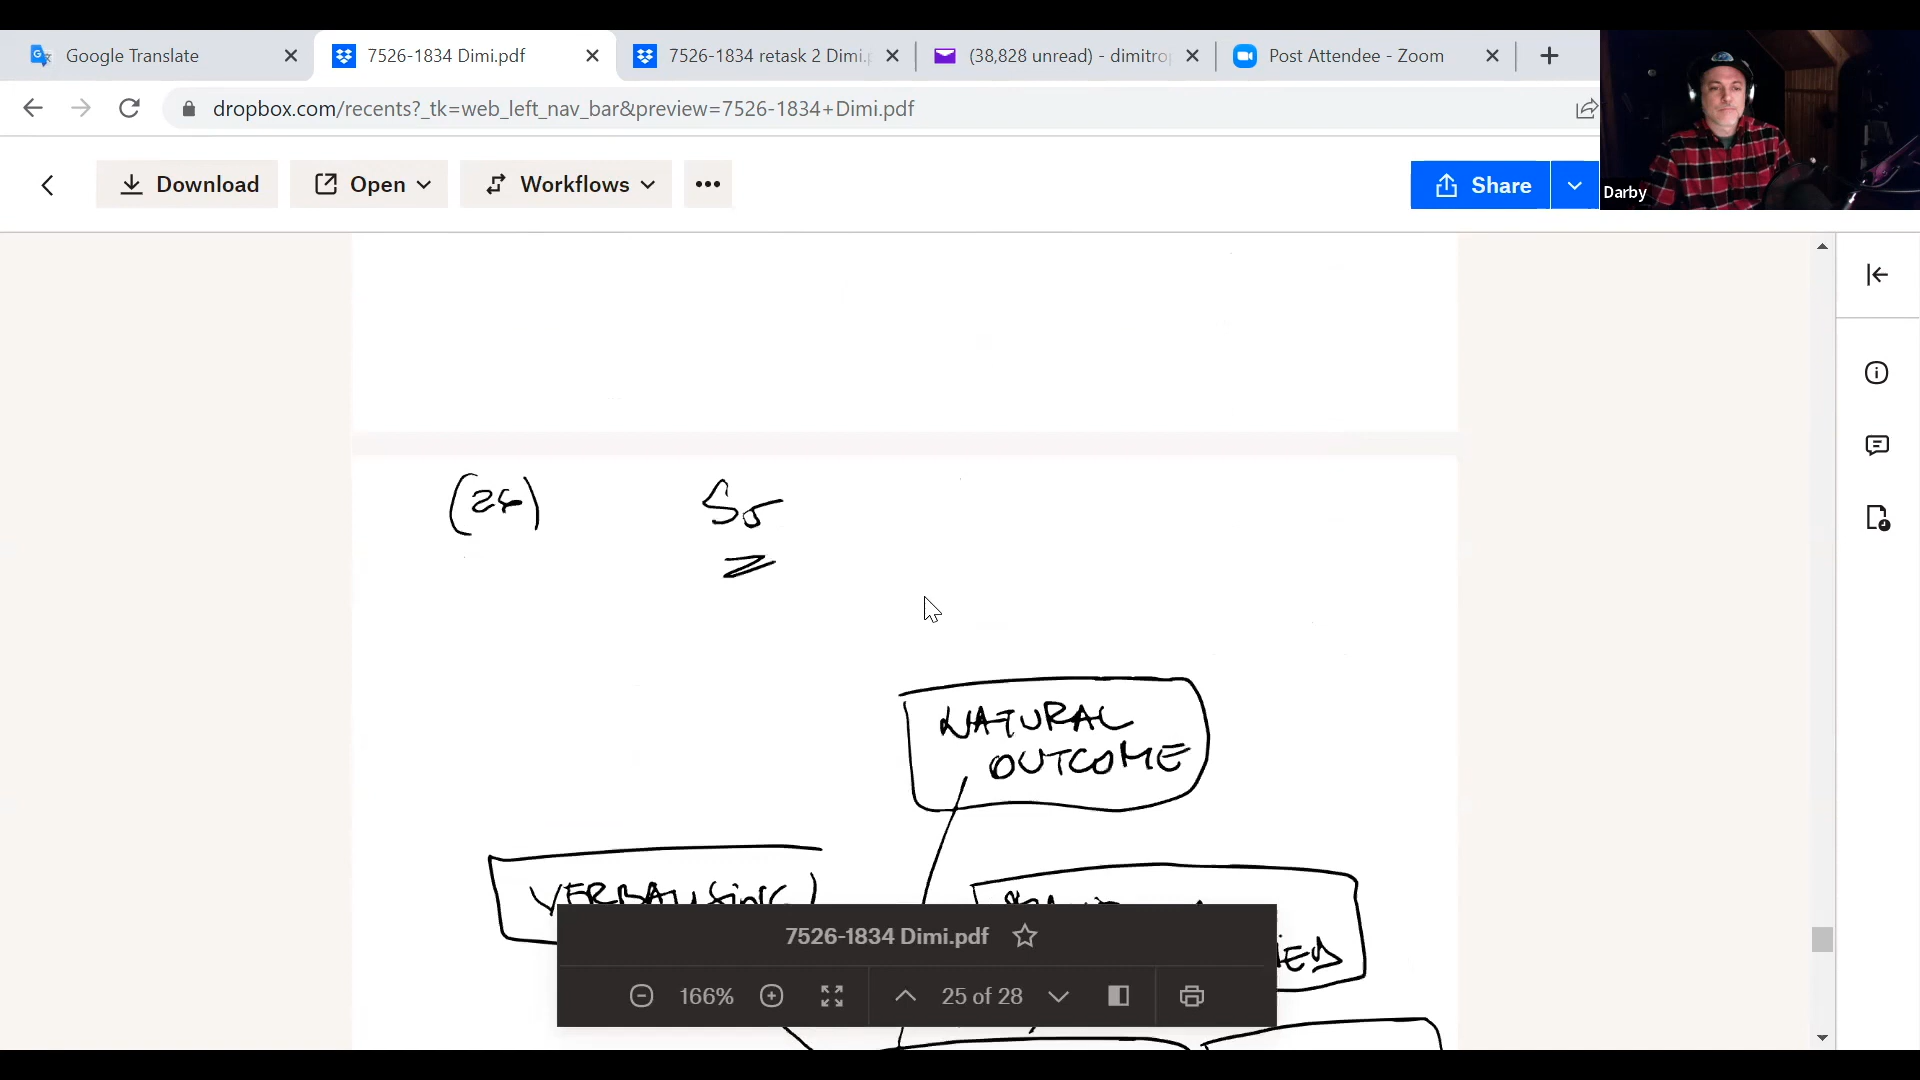 Google Translate
7526-1834 Dimi.pdf
7526-1834 retask 2 Dimi.p
(38,828 unread) - dimitro
Post Attendee - Zoom
dropbox.com/recents?_tk=web_left_nav_bar&preview=7526-1834+Dimi.pdf
Download
Open
Workflows
Share
Darby
NATURAL
OUTCOME
7526-1834 Dimi.pdf
166%
25 of 28